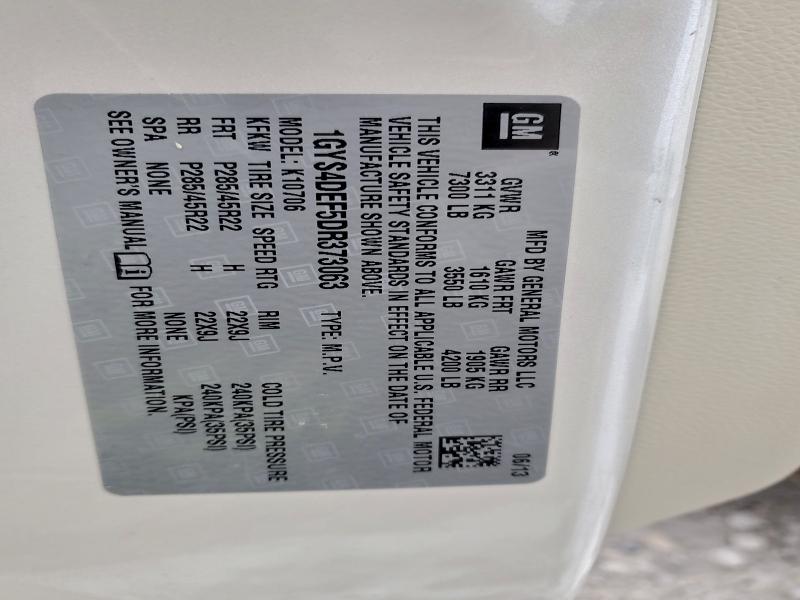 GM
MFD BY GENERAL MOTORS LLC 06/13
GVWR GAWR FRT GAWR RR
3311 KG 1610 KG 1905 KG
7300 LB 3550 LB 4200 LB
THIS VEHICLE CONFORMS TO ALL APPLICABLE U.S. FEDERAL MOTOR
VEHICLE SAFETY STANDARDS IN EFFECT ON THE DATE OF
MANUFACTURE SHOWN ABOVE.
1GYS4DEF5DR373063 TYPE: M.P.V.
MODEL: K10706
KFKW TIRE SIZE SPEED RTG RIM COLD TIRE PRESSURE
FRT P285/45R22 H 22X9J 240KPA(35PSI)
RR P285/45R22 H 22X9J 240KPA(35PSI)
SPA NONE NONE KPA(PSI)
SEE OWNER'S MANUAL FOR MORE INFORMATION.